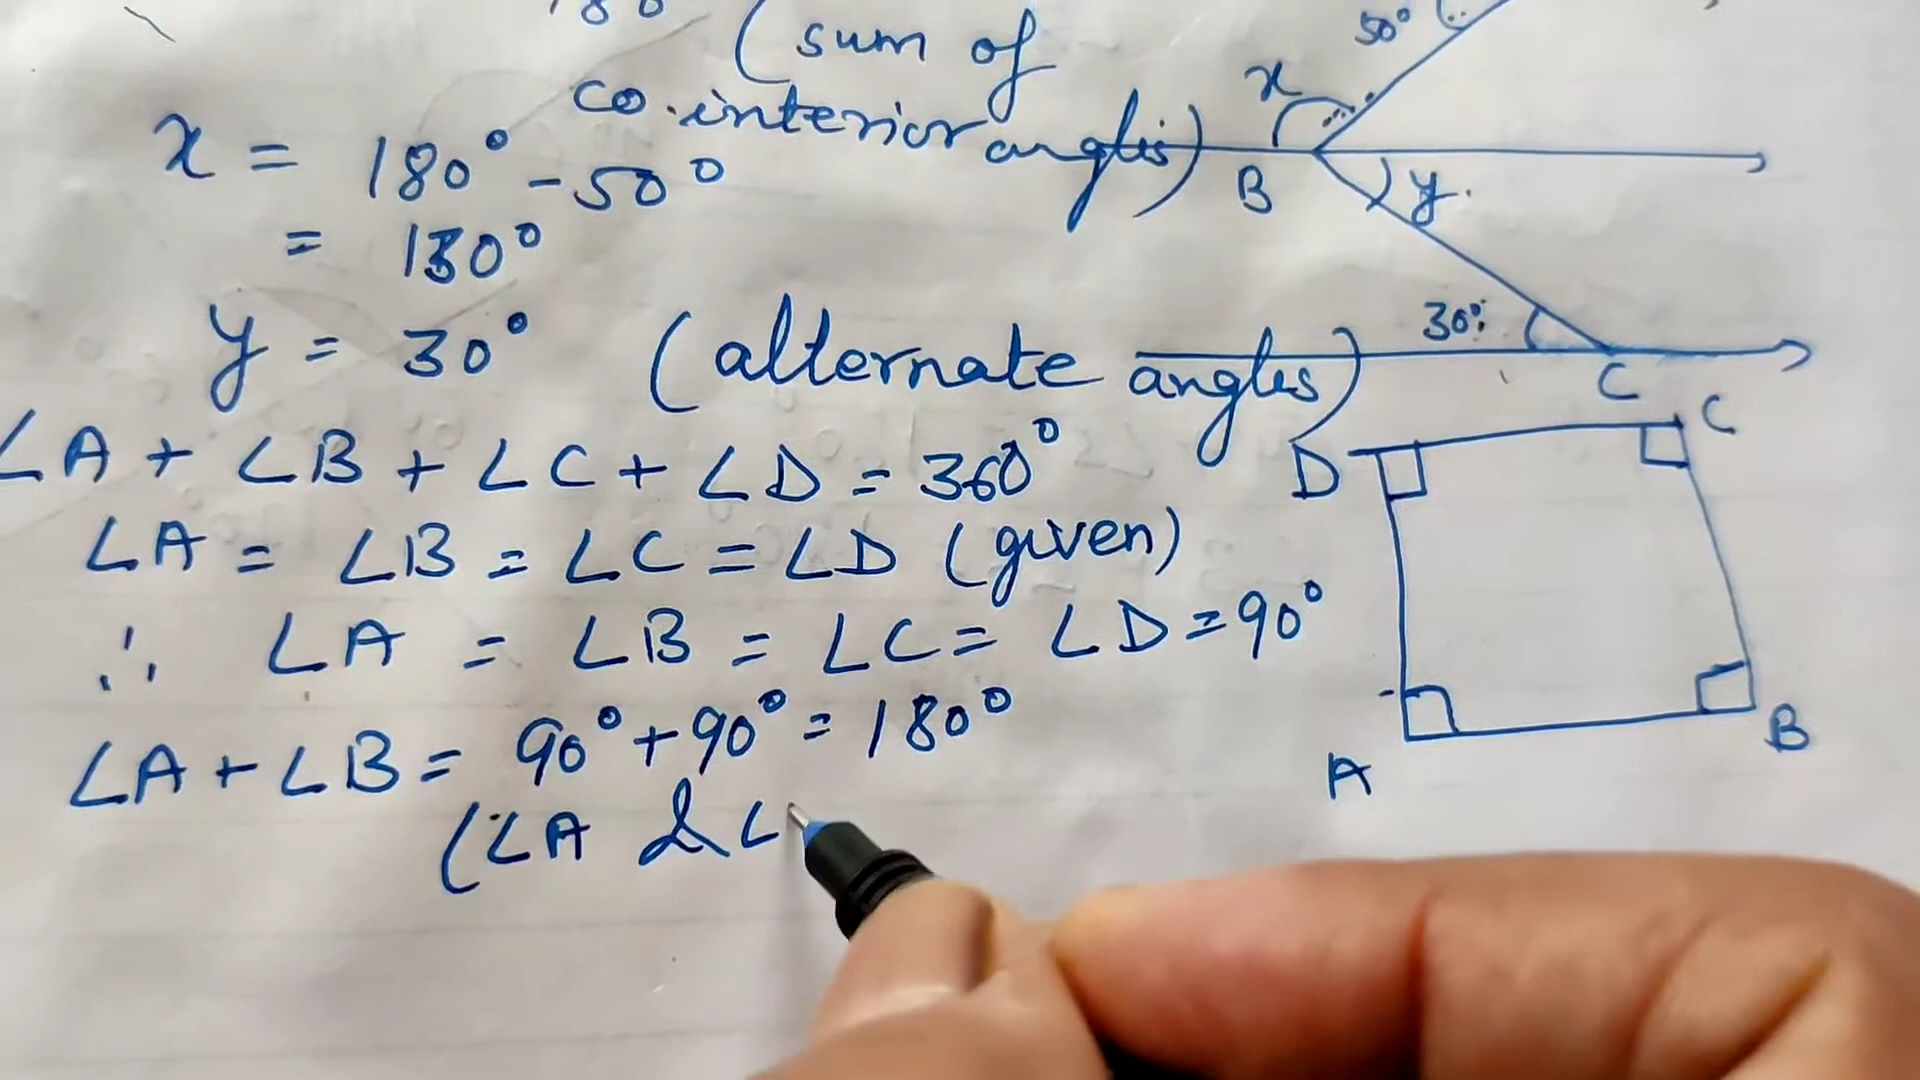 (sum of
co.interior angles)
x = 180° - 50°
= 130°
y = 30° (alternate angles)
∠A + ∠B + ∠C + ∠D = 360°
∠A = ∠B = ∠C = ∠D (given)
∴ ∠A = ∠B = ∠C = ∠D = 90°
∠A + ∠B = 90° + 90° = 180°
(∠A & ∠
50°
x
B
y
30°
C
D
C
A
B